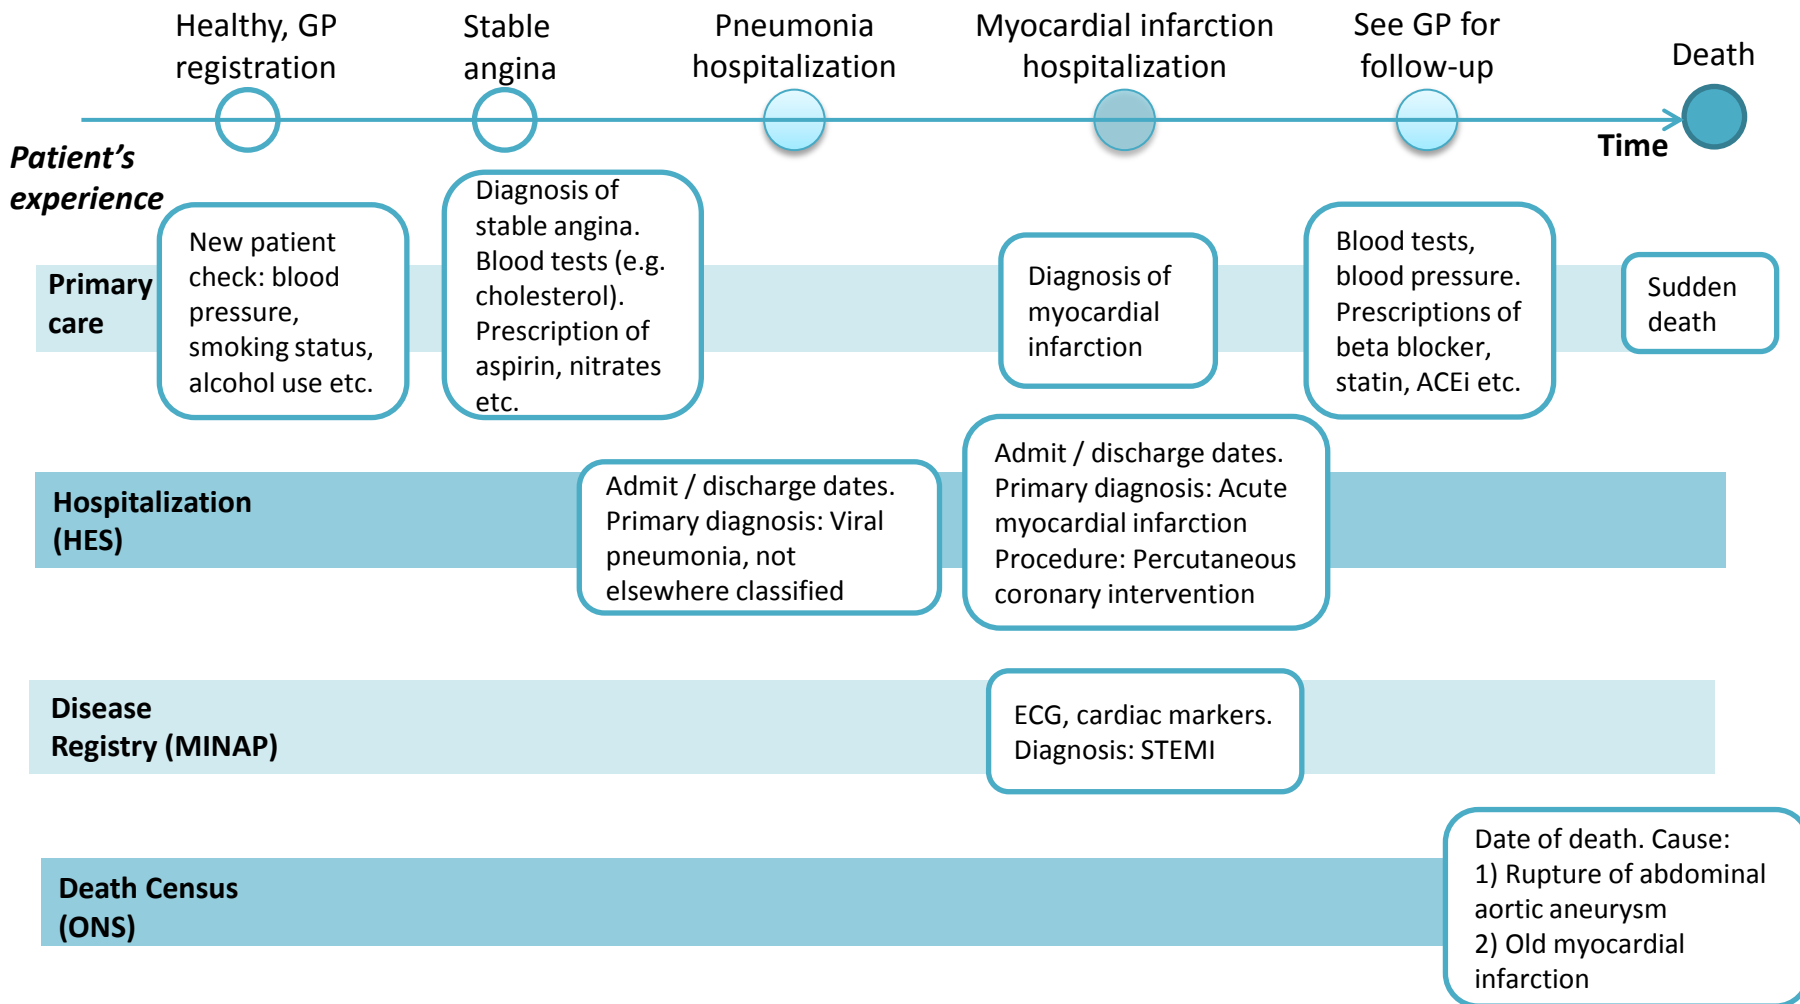 Healthy, GP
registration
Stable
angina
Pneumonia
hospitalization
Myocardial infarction
hospitalization
See GP for
follow-up
Death
Time
Patient's
experience
Primary
care
New patient
check: blood
pressure,
smoking status,
alcohol use etc.
Diagnosis of
stable angina.
Blood tests (e.g.
cholesterol).
Prescription of
aspirin, nitrates
etc.
Diagnosis of
myocardial
infarction
Blood tests,
blood pressure.
Prescriptions of
beta blocker,
statin, ACEi etc.
Sudden
death
Hospitalization
(HES)
Admit / discharge dates.
Primary diagnosis: Viral
pneumonia, not
elsewhere classified
Admit / discharge dates.
Primary diagnosis: Acute
myocardial infarction
Procedure: Percutaneous
coronary intervention
Disease
Registry (MINAP)
ECG, cardiac markers.
Diagnosis: STEMI
Death Census
(ONS)
Date of death. Cause:
1) Rupture of abdominal
aortic aneurysm
2) Old myocardial
infarction